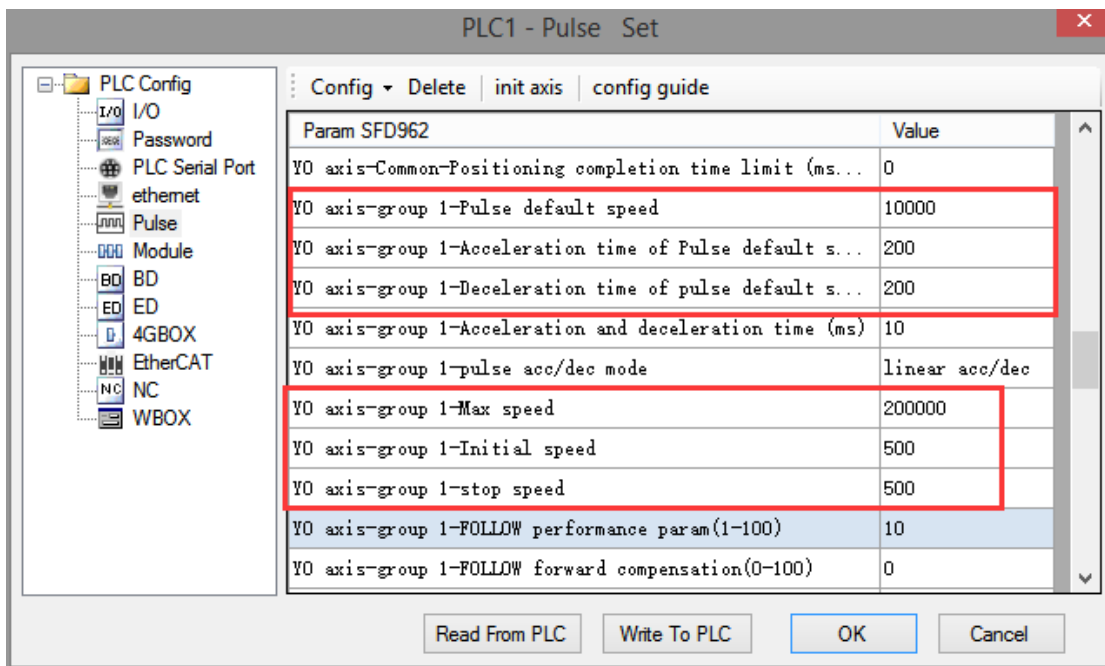 PLC1 - Pulse Set
PLC Config
I/O I/O
Password
PLC Serial Port
ethernet
Pulse
Module
BD BD
ED ED
4GBOX
EtherCAT
NC NC
WBOX
Config Delete init axis config guide
Param SFD962 Value
Y0 axis-Common-Positioning completion time limit (ms... 0
Y0 axis-group 1-Pulse default speed 10000
Y0 axis-group 1-Acceleration time of Pulse default s... 200
Y0 axis-group 1-Deceleration time of pulse default s... 200
Y0 axis-group 1-Acceleration and deceleration time (ms) 10
Y0 axis-group 1-pulse acc/dec mode linear acc/dec
Y0 axis-group 1-Max speed 200000
Y0 axis-group 1-Initial speed 500
Y0 axis-group 1-stop speed 500
Y0 axis-group 1-FOLLOW performance param(1-100) 10
Y0 axis-group 1-FOLLOW forward compensation(0-100) 0
Read From PLC Write To PLC OK Cancel